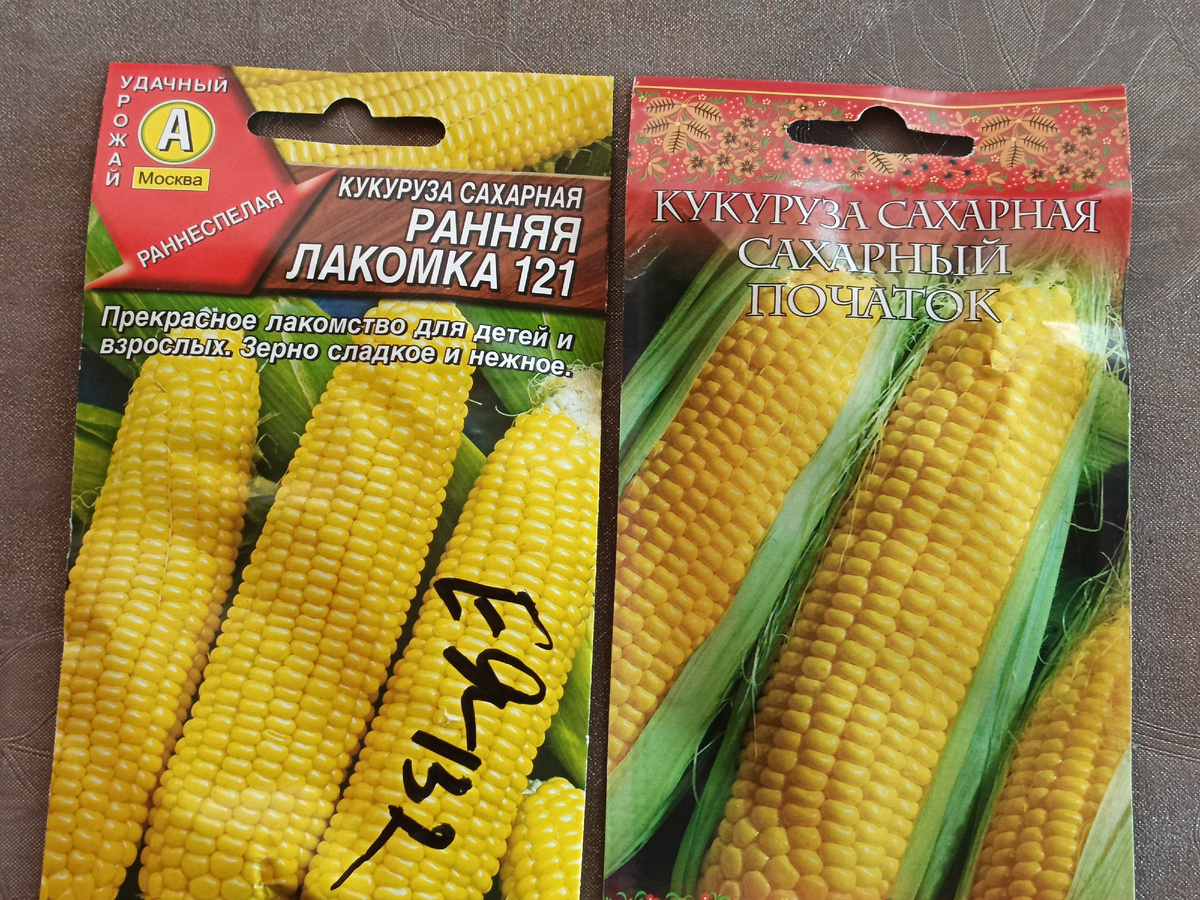 УДАЧНЫЙ
УРОЖАЙ
А
Москва
РАННЕСПЕЛАЯ
КУКУРУЗА САХАРНАЯ
РАННЯЯ
ЛАКОМКА 121
Прекрасное лакомство для детей и
взрослых. Зерно сладкое и нежное.
КУКУРУЗА САХАРНАЯ
САХАРНЫЙ
ПОЧАТОК